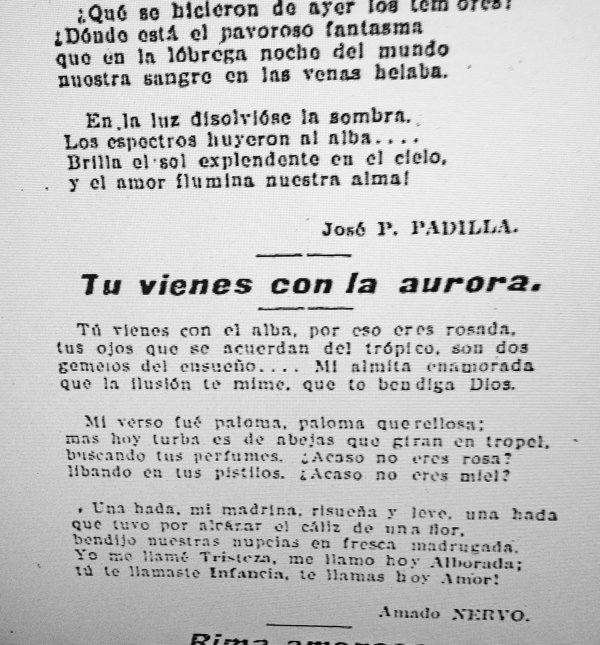 ¿Qué se hicieron de ayer los temores?
¿Dónde está el pavoroso fantasma
que en la lóbrega noche del mundo
nuestra sangre en las venas helaba.
En la luz disolvióse la sombra.
Los espectros huyeron al alba....
Brilla el sol explendente en el cielo,
y el amor ilumina nuestra alma!
José P. PADILLA.
Tu vienes con la aurora.
Tú vienes con el alba, por eso eres rosada,
tus ojos que se acuerdan del trópico, son dos
gemelos del ensueño.... Mi almita enamorada
que la ilusión te mime, que te bendiga Dios.
Mi verso fué paloma, paloma querellosa;
mas hoy turba es de abejas que giran en tropel,
buscando tus perfumes. ¿Acaso no eres rosa?
libando en tus pistilos. ¿Acaso no eres miel?
Una hada, mi madrina, risueña y leve, una hada
que tuvo por alcázar el cáliz de una flor,
bendijo nuestras nupcias en fresca madrugada.
Yo me llamé Tristeza, me llamo hoy Alborada;
tú te llamaste Infancia, te llamas hoy Amor!
Amado NERVO.
Rima